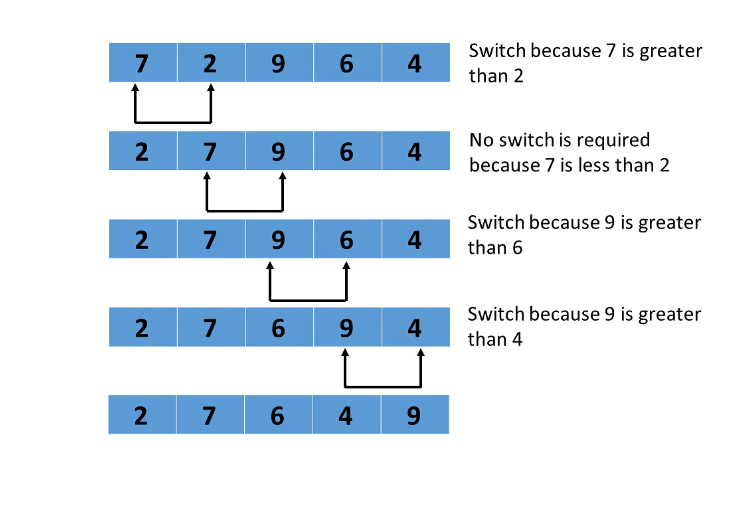 7 2 9 6 4
Switch because 7 is greater
than 2
2 7 9 6 4
No switch is required
because 7 is less than 2
2 7 9 6 4
Switch because 9 is greater
than 6
2 7 6 9 4
Switch because 9 is greater
than 4
2 7 6 4 9